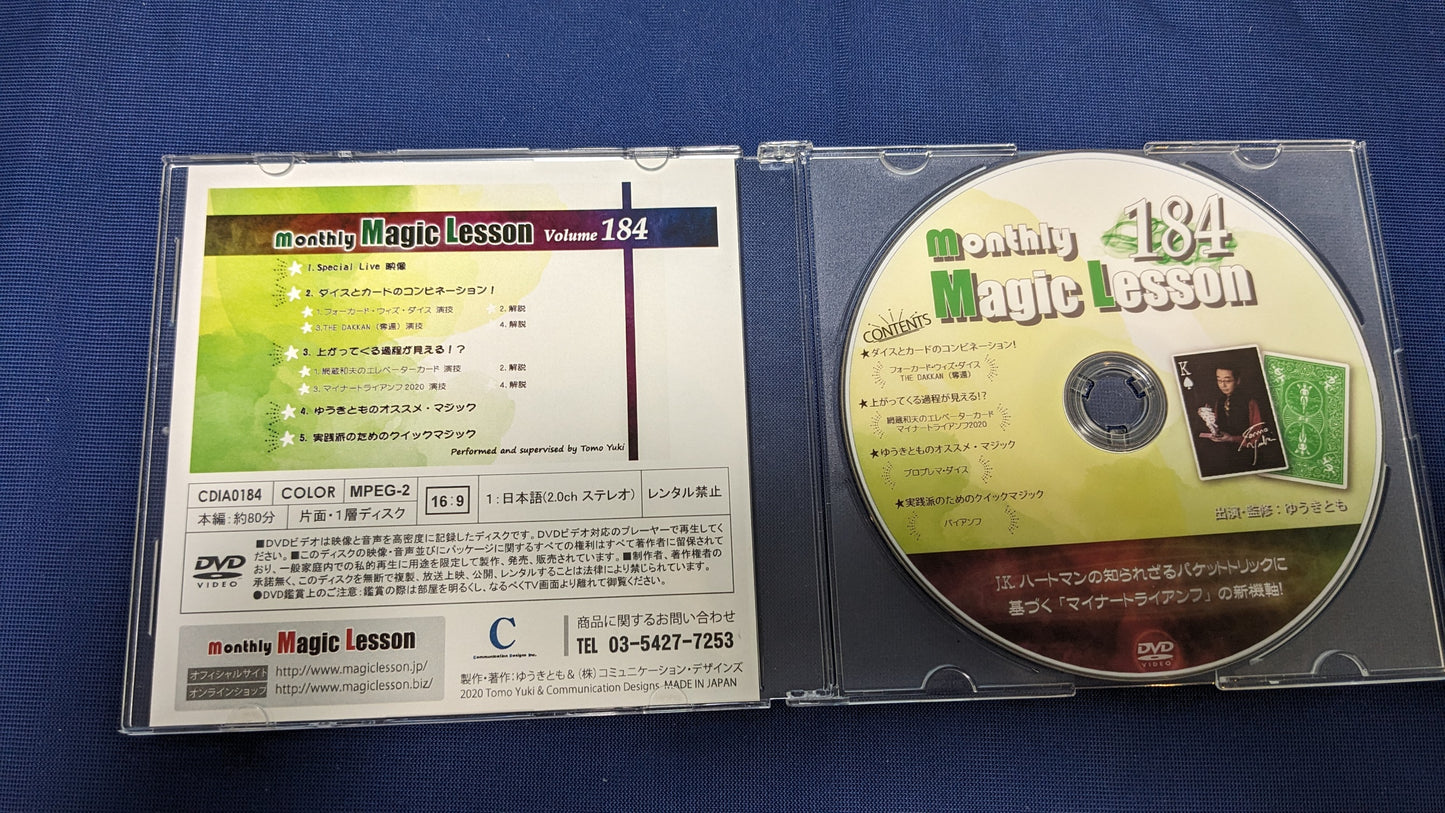 monthly Magic Lesson Volume 184
1. Special Live 映像
2. ダイスとカードのコンビネーション！
1. フォーカード・ウィズ・ダイス 演技 2. 解説
3. THE DAKKAN（奪還）演技 4. 解説
3. 上がってくる過程が見える！？
1. 網蔵和夫のエレベーターカード 演技 2. 解説
3. マイナートライアンフ2020 演技 4. 解説
4. ゆうきとものオススメ・マジック
5. 実践派のためのクイックマジック
Performed and supervised by Tomo Yuki
CDIA0184 COLOR MPEG-2 16:9 1：日本語(2.0ch ステレオ) レンタル禁止
本編：約80分 片面・1層ディスク
DVD VIDEO
■DVDビデオは映像と音声を高密度に記録したディスクです。DVDビデオ対応のプレーヤーで再生してく
ださい。■このディスクの映像・音声並びにパッケージに関するすべての権利はすべて著作者に留保されて
おり、一般家庭内での私的再生に用途を限定して製作、発売、販売されています。■制作者、著作権者の
承諾無く、このディスクを無断で複製、放送上映、公開、レンタルすることは法律により禁じられています。
●DVD鑑賞上のご注意：鑑賞の際は部屋を明るくし、なるべくTV画面より離れて御覧ください。
monthly Magic Lesson
オフィシャルサイト http://www.magiclesson.jp/
オンラインショップ http://www.magiclesson.biz/
C
Communication Designs Inc.
商品に関するお問い合わせ
TEL 03-5427-7253
製作・著作：ゆうきとも &（株）コミュニケーション・デザインズ
2020 Tomo Yuki & Communication Designs MADE IN JAPAN
monthly 184
Magic Lesson
CONTENTS
★ダイスとカードのコンビネーション！
フォーカード・ウィズ・ダイス
THE DAKKAN（奪還）
★上がってくる過程が見える!?
網蔵和夫のエレベーターカード
マイナートライアンフ2020
★ゆうきとものオススメ・マジック
プロブレマ・ダイス
★実践派のためのクイックマジック
バイアンフ
K
出演・監修：ゆうきとも
J.K.ハートマンの知られざるパケットトリックに
基づく「マイナートライアンフ」の新機軸！
DVD
VIDEO